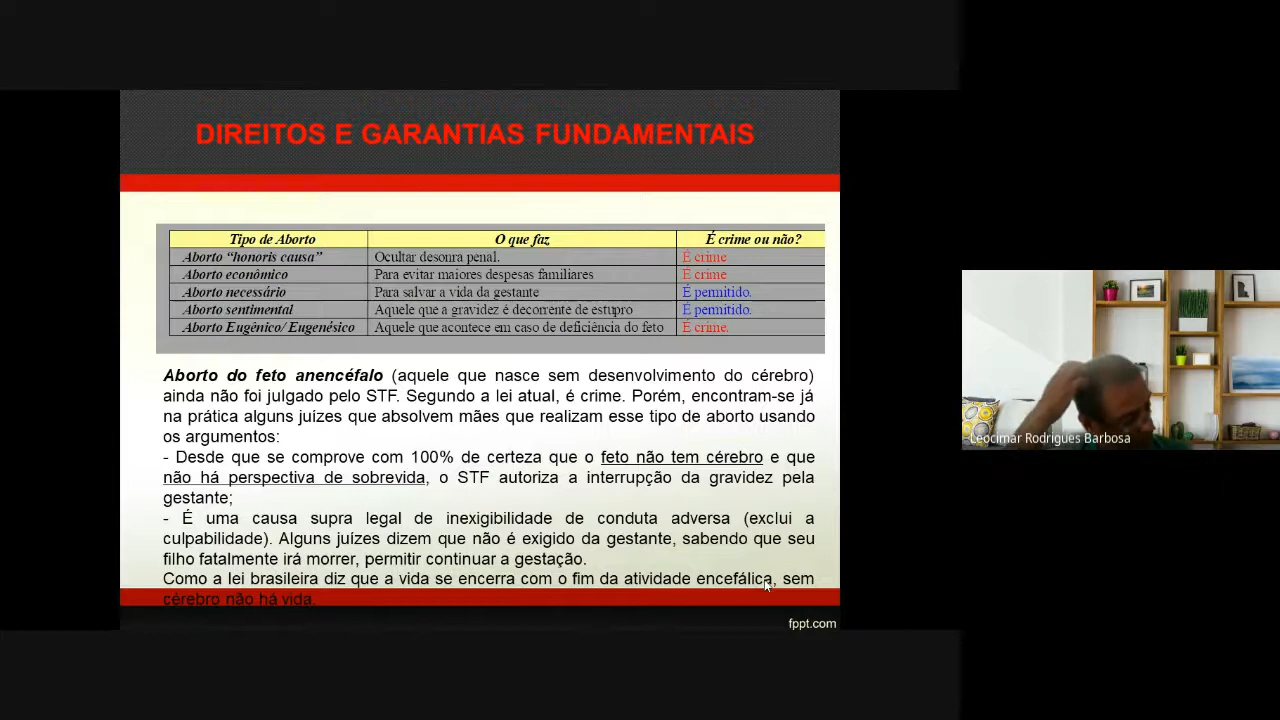 DIREITOS E GARANTIAS FUNDAMENTAIS
Tipo de Aborto O que faz É crime ou não?
Aborto “honoris causa” Ocultar desonra penal. É crime
Aborto econômico Para evitar maiores despesas familiares É crime
Aborto necessário Para salvar a vida da gestante É permitido.
Aborto sentimental Aquele que a gravidez é decorrente de estupro É permitido.
Aborto Eugênico/ Eugenésico Aquele que acontece em caso de deficiência do feto É crime.
Aborto do feto anencéfalo (aquele que nasce sem desenvolvimento do cérebro)
ainda não foi julgado pelo STF. Segundo a lei atual, é crime. Porém, encontram-se já
na prática alguns juízes que absolvem mães que realizam esse tipo de aborto usando
os argumentos:
- Desde que se comprove com 100% de certeza que o feto não tem cérebro e que
não há perspectiva de sobrevida, o STF autoriza a interrupção da gravidez pela
gestante;
- É uma causa supra legal de inexigibilidade de conduta adversa (exclui a
culpabilidade). Alguns juízes dizem que não é exigido da gestante, sabendo que seu
filho fatalmente irá morrer, permitir continuar a gestação.
Como a lei brasileira diz que a vida se encerra com o fim da atividade encefálica, sem
cérebro não há vida.
fppt.com
Leocimar Rodrigues Barbosa